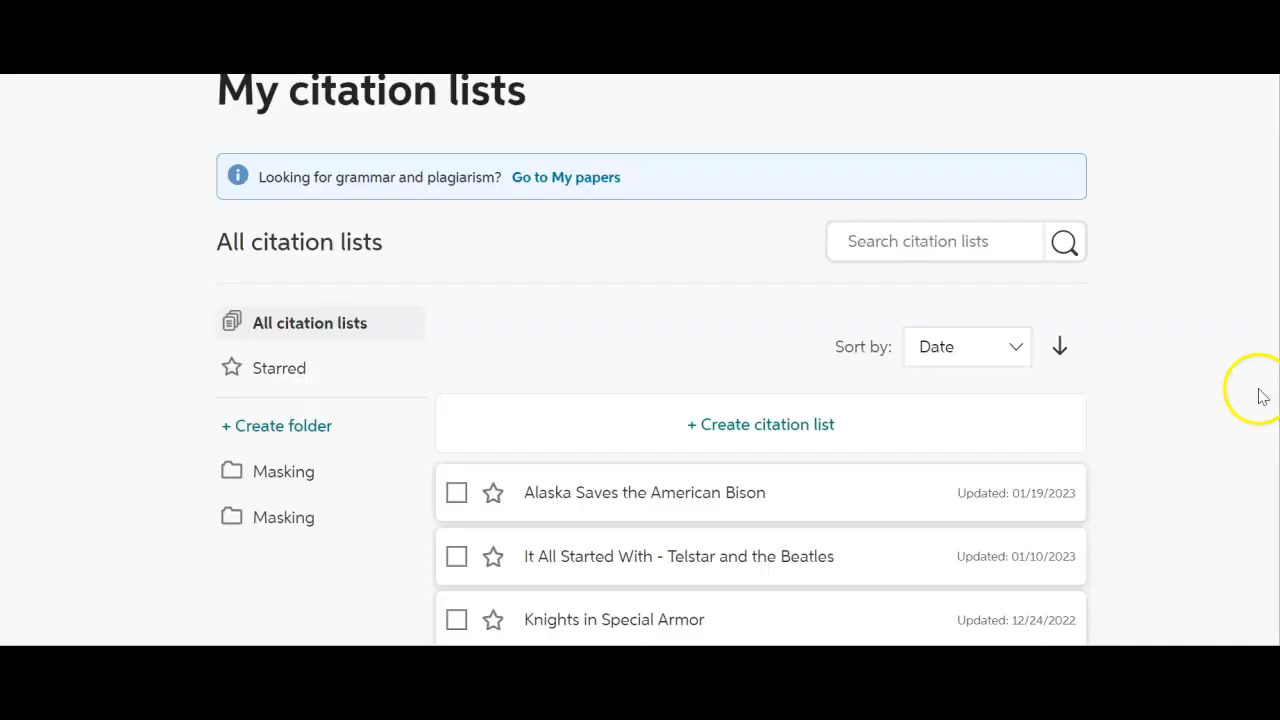 My citation lists
Looking for grammar and plagiarism? Go to My papers
All citation lists
Search citation lists
All citation lists
Starred
Sort by: Date
+ Create folder
Masking
Masking
+ Create citation list
Alaska Saves the American Bison Updated: 01/19/2023
It All Started With - Telstar and the Beatles Updated: 01/10/2023
Knights in Special Armor Updated: 12/24/2022